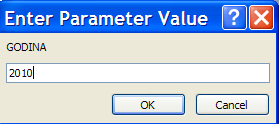 Enter Parameter Value
GODINA
2010
OK Cancel